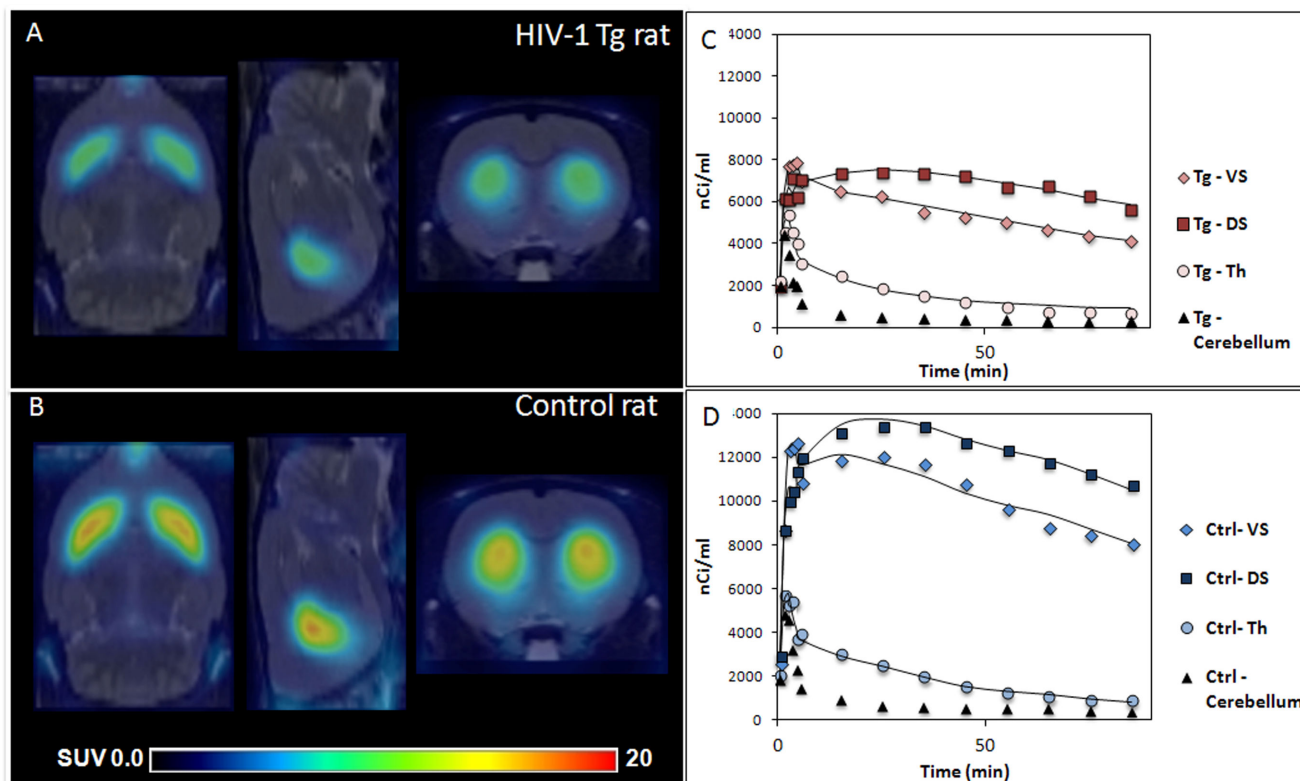 A
HIV-1 Tg rat
B
Control rat
SUV 0.0
20
C
4000
12000
10000
8000
6000
4000
2000
0
nCi/ml
0
50
Time (min)
Tg - VS
Tg - DS
Tg - Th
Tg -
Cerebellum
D
4000
12000
10000
8000
6000
4000
2000
0
nCi/ml
0
50
Time (min)
Ctrl- VS
Ctrl- DS
Ctrl- Th
Ctrl -
Cerebellum